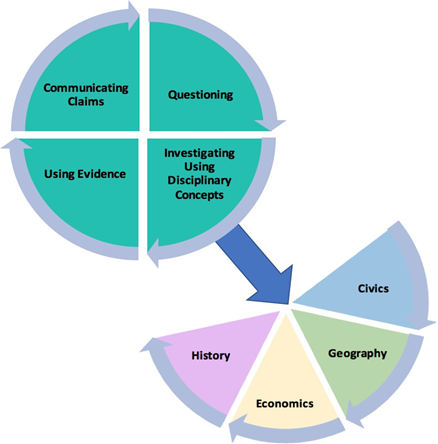 Communicating
Claims
Questioning
Using Evidence
Investigating
Using
Disciplinary
Concepts
Civics
Geography
Economics
History